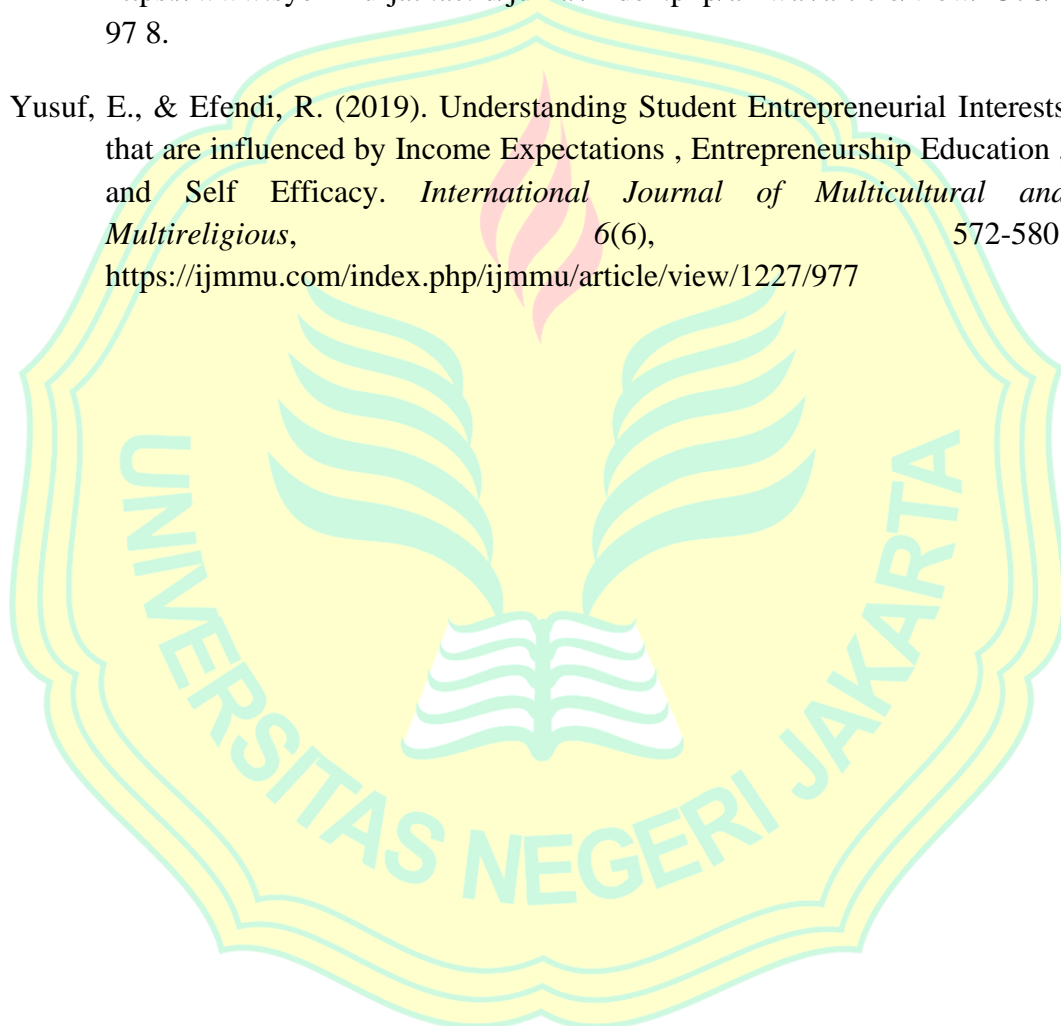 97 8.
Yusuf, E., & Efendi, R. (2019). Understanding Student Entrepreneurial Interests
that are influenced by Income Expectations , Entrepreneurship Education
and Self Efficacy. International Journal of Multicultural and
Multireligious, 6(6), 572-580
https://ijmmu.com/index.php/ijmmu/article/view/1227/977
UNIVERSITAS NEGERI JAKARTA